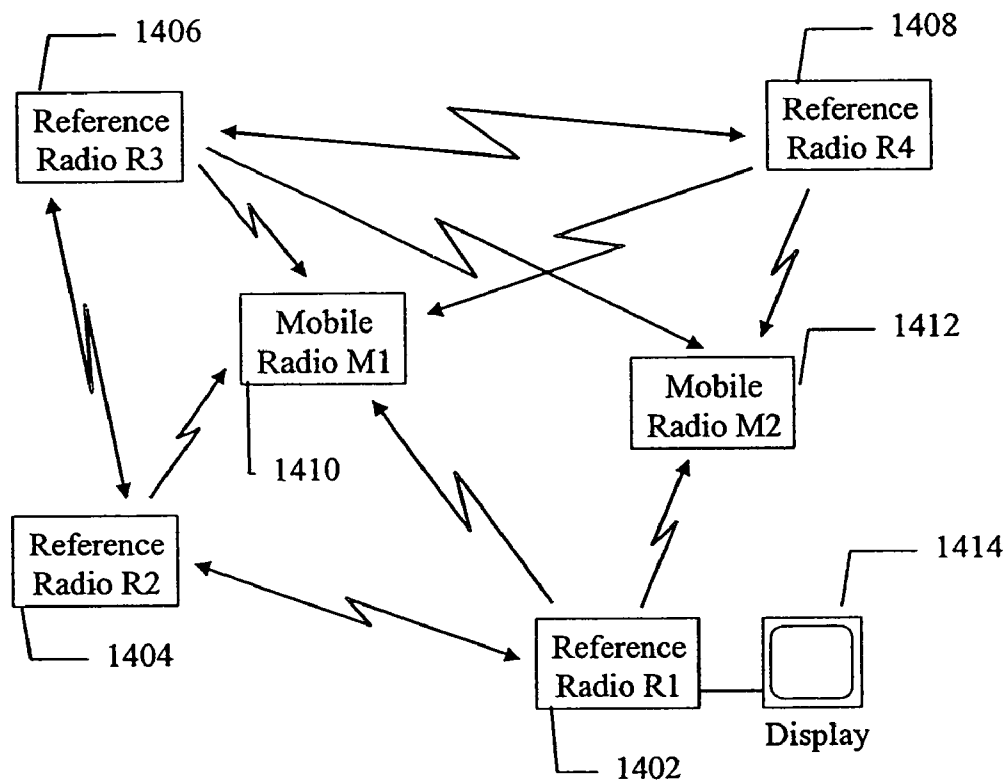 1406
1408
Reference
Radio R3
Reference
Radio R4
Mobile
Radio M1
1412
Mobile
Radio M2
1410
Reference
Radio R2
1414
1404
Reference
Radio R1
Display
1402